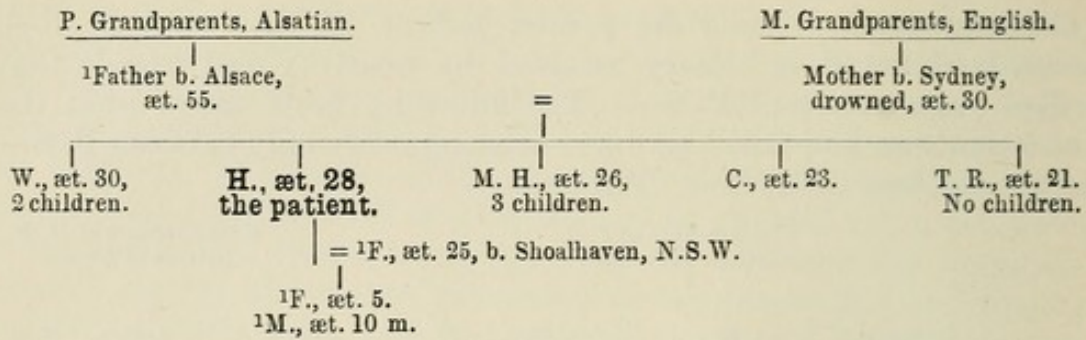 P. Grandparents, Alsatian. M. Grandparents, English.
¹Father b. Alsace, Mother b. Sydney,
æt. 55. drowned, æt. 30.
=
W., æt. 30, H., æt. 28, M. H., æt. 26, C., æt. 23. T. R., æt. 21.
2 children. the patient. 3 children. No children.
= ¹F., æt. 25, b. Shoalhaven, N.S.W.
¹F., æt. 5.
¹M., æt. 10 m.